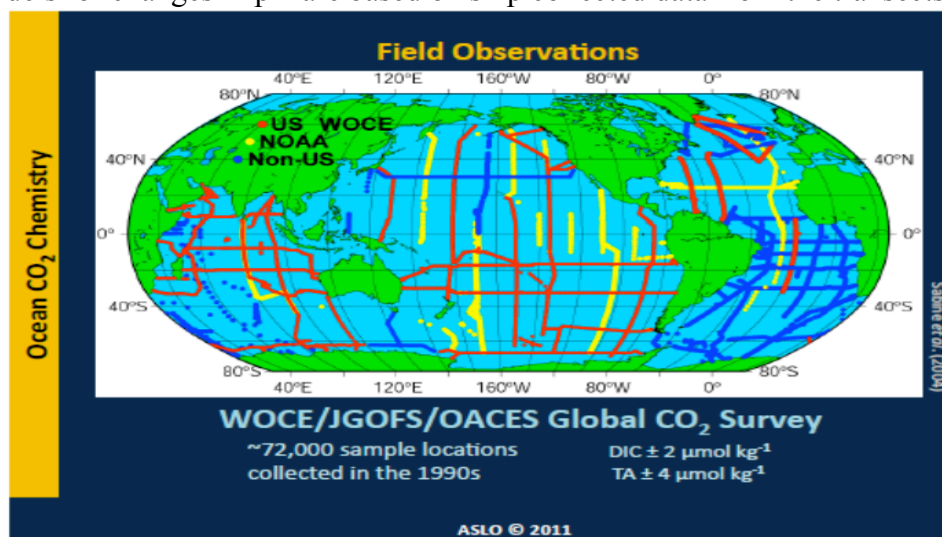 Field Observations
40°E 120°E 160°W 80°W 0°
80°N 80°N
US WOCE
NOAA
Non-US
40°N 40°N
0° 0°
40°S 40°S
80°S 80°S
40°E 120°E 160°W 80°W 0°
Ocean CO₂ Chemistry
Sabine et al. (2004)
WOCE/JGOFS/OACES Global CO₂ Survey
~72,000 sample locations
collected in the 1990s
DIC ± 2 µmol kg⁻¹
TA ± 4 µmol kg⁻¹
ASLO © 2011